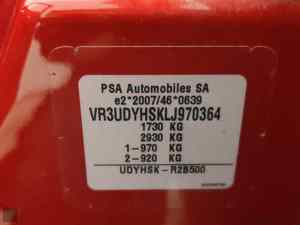 PSA Automobiles SA
e2*2007/46*0639
VR3UDYHSKLJ970364
1730 KG
2930 KG
1-970 KG
2-920 KG
UDYHSK-R2B500